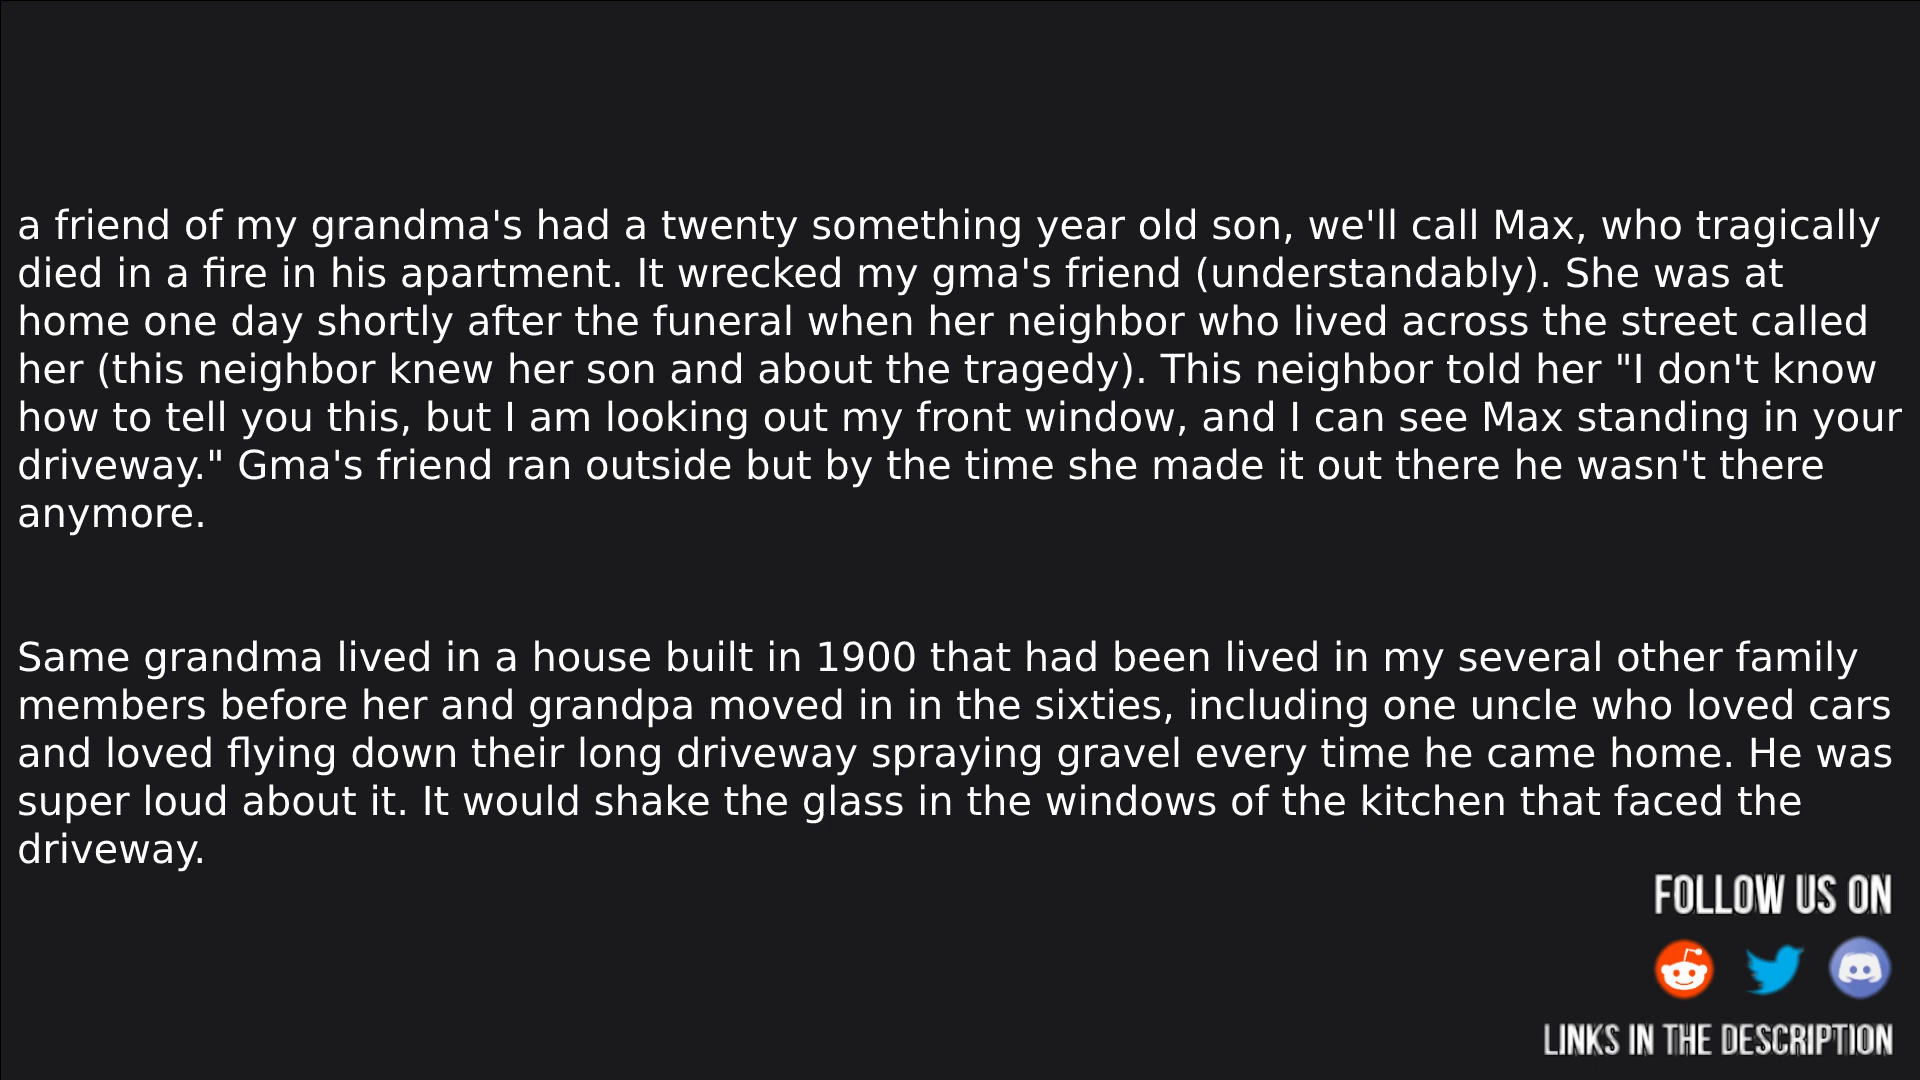 a friend of my grandma's had a twenty something year old son, we'll call Max, who tragically
died in a fire in his apartment. It wrecked my gma's friend (understandably). She was at
home one day shortly after the funeral when her neighbor who lived across the street called
her (this neighbor knew her son and about the tragedy). This neighbor told her "I don't know
how to tell you this, but I am looking out my front window, and I can see Max standing in your
driveway." Gma's friend ran outside but by the time she made it out there he wasn't there
anymore.
Same grandma lived in a house built in 1900 that had been lived in my several other family
members before her and grandpa moved in in the sixties, including one uncle who loved cars
and loved flying down their long driveway spraying gravel every time he came home. He was
super loud about it. It would shake the glass in the windows of the kitchen that faced the
driveway.
FOLLOW US ON
LINKS IN THE DESCRIPTION